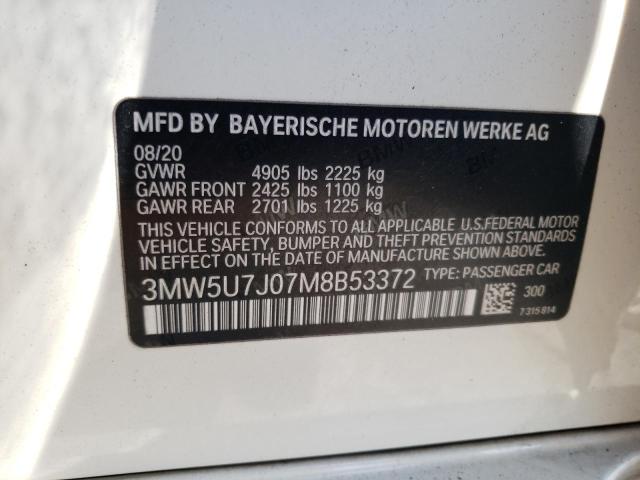 MFD BY BAYERISCHE MOTOREN WERKE AG
08/20
GVWR 4905 lbs 2225 kg
GAWR FRONT 2425 lbs 1100 kg
GAWR REAR 2701 lbs 1225 kg
THIS VEHICLE CONFORMS TO ALL APPLICABLE U.S.FEDERAL MOTOR
VEHICLE SAFETY, BUMPER AND THEFT PREVENTION STANDARDS
IN EFFECT ON THE DATE OF MANUFACTURE SHOWN ABOVE.
3MW5U7J07M8B53372 TYPE: PASSENGER CAR
300
7 315 814